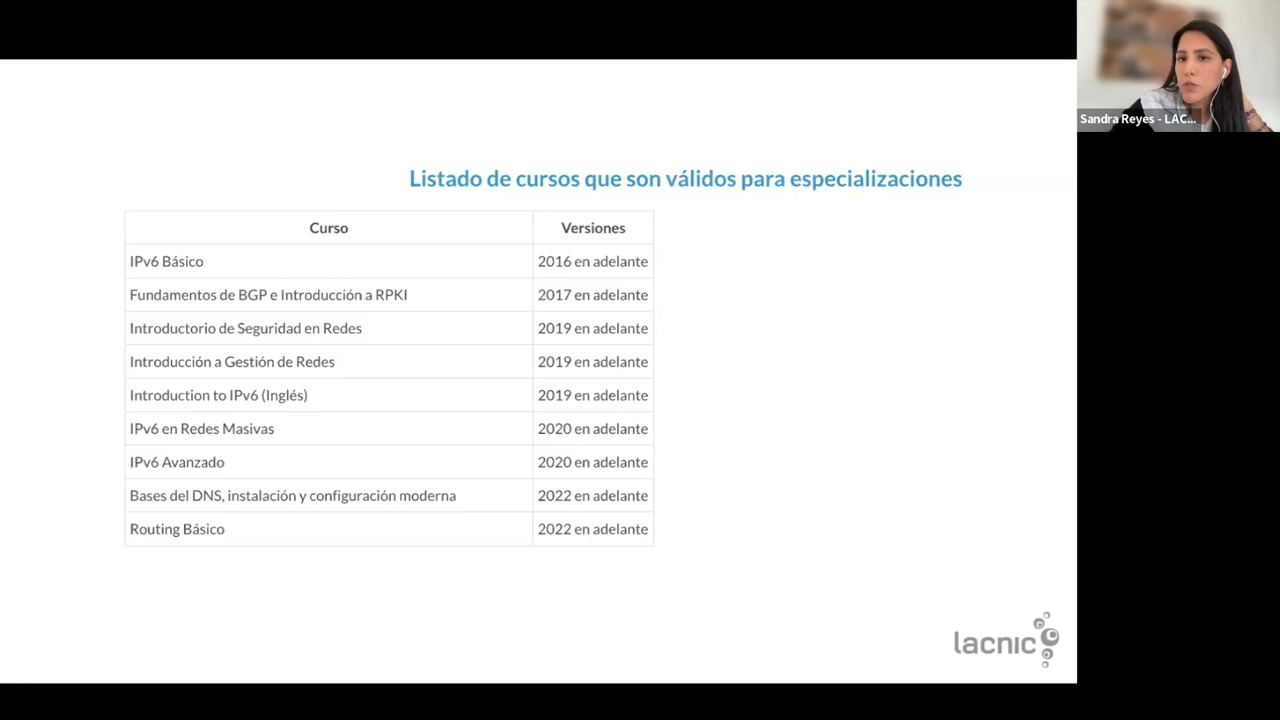 Sandra Reyes - LAC...
Listado de cursos que son válidos para especializaciones
Curso Versiones
IPv6 Básico 2016 en adelante
Fundamentos de BGP e Introducción a RPKI 2017 en adelante
Introductorio de Seguridad en Redes 2019 en adelante
Introducción a Gestión de Redes 2019 en adelante
Introduction to IPv6 (Inglés) 2019 en adelante
IPv6 en Redes Masivas 2020 en adelante
IPv6 Avanzado 2020 en adelante
Bases del DNS, instalación y configuración moderna 2022 en adelante
Routing Básico 2022 en adelante
lacnic